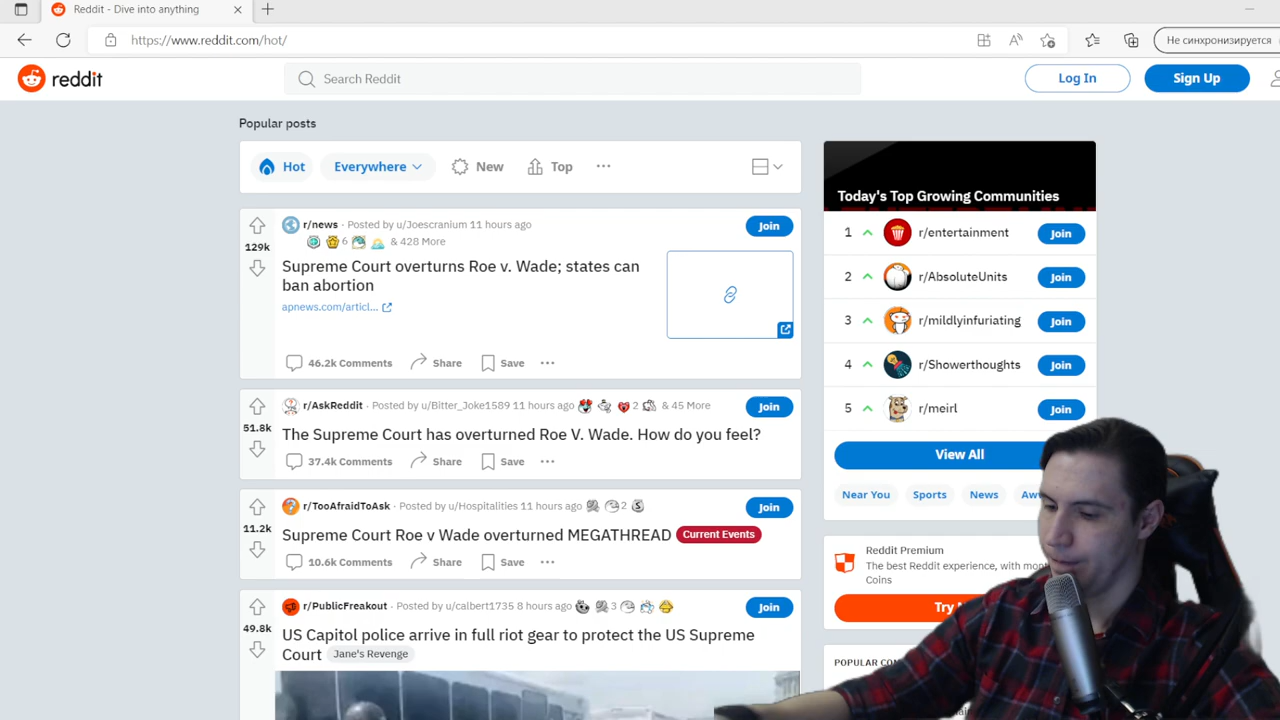 Reddit - Dive into anything
https://www.reddit.com/hot/
Не синхронизируется
reddit
Search Reddit
Log In
Sign Up
Popular posts
Hot
Everywhere
New
Top
r/news · Posted by u/Joescranium 11 hours ago
6 & 428 More
Join
129k
Supreme Court overturns Roe v. Wade; states can
ban abortion
apnews.com/articl...
46.2k Comments
Share
Save
r/AskReddit · Posted by u/Bitter_Joke1589 11 hours ago 2 & 45 More
Join
51.8k
The Supreme Court has overturned Roe V. Wade. How do you feel?
37.4k Comments
Share
Save
r/TooAfraidToAsk · Posted by u/Hospitalities 11 hours ago 2
Join
11.2k
Supreme Court Roe v Wade overturned MEGATHREAD Current Events
10.6k Comments
Share
Save
r/PublicFreakout · Posted by u/calbert1735 8 hours ago 3
Join
49.8k
US Capitol police arrive in full riot gear to protect the US Supreme
Court Jane's Revenge
Today's Top Growing Communities
1 r/entertainment Join
2 r/AbsoluteUnits Join
3 r/mildlyinfuriating Join
4 r/Showerthoughts Join
5 r/meirl Join
View All
Near You
Sports
News
Reddit Premium
The best Reddit experience, with
Coins
Try
POPULAR